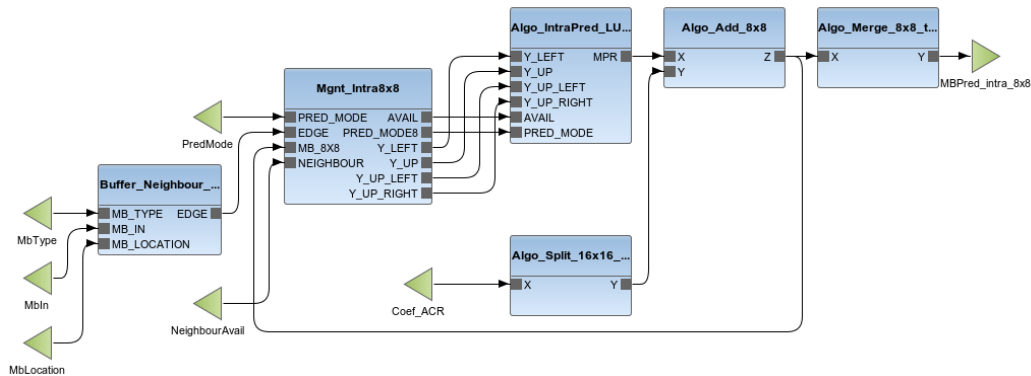 Algo_IntraPred_LU...
Y_LEFT MPR
Y_UP
Y_UP_LEFT
Y_UP_RIGHT
AVAIL
PRED_MODE
Algo_Add_8x8
X Z
Y
Algo_Merge_8x8_t...
X Y
MBPred_intra_8x8
Mgnt_Intra8x8
PRED_MODE AVAIL
EDGE PRED_MODE8
MB_8X8 Y_LEFT
NEIGHBOUR Y_UP
Y_UP_LEFT
Y_UP_RIGHT
PredMode
Buffer_Neighbour_...
MB_TYPE EDGE
MB_IN
MB_LOCATION
MbType
MbIn
MbLocation
NeighbourAvail
Algo_Split_16x16_...
X Y
Coef_ACR